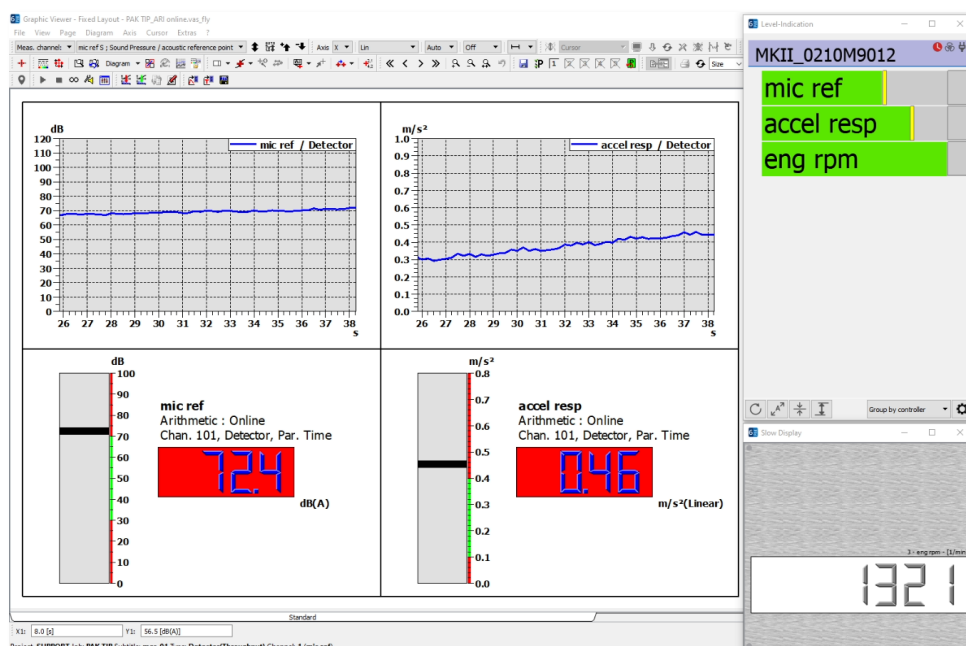 Graphic Viewer - Fixed Layout - PAK TIP_ARI online.vas_fly
File View Page Diagram Axis Cursor Extras ?
Meas. channel: mic ref S ; Sound Pressure / acoustic reference point Axis X Lin Auto Off Cursor
Diagram Size
dB
120
110
100
90
80
70
60
50
40
30
20
10
0
mic ref / Detector
26 27 28 29 30 31 32 33 34 35 36 37 38
s
m/s²
1.0
0.9
0.8
0.7
0.6
0.5
0.4
0.3
0.2
0.1
0.0
accel resp / Detector
26 27 28 29 30 31 32 33 34 35 36 37 38
s
dB
100
90
80
70
60
50
40
30
20
10
0
mic ref
Arithmetic : Online
Chan. 101, Detector, Par. Time
72.4
dB(A)
m/s²
0.8
0.7
0.6
0.5
0.4
0.3
0.2
0.1
0.0
accel resp
Arithmetic : Online
Chan. 101, Detector, Par. Time
0.46
m/s²(Linear)
Standard
X1: 8.0 [s] Y1: 56.5 [dB(A)]
Level-Indication
MKII_0210M9012
mic ref
accel resp
eng rpm
Group by controller
Slow Display
3 - eng rpm - [1/min
1321